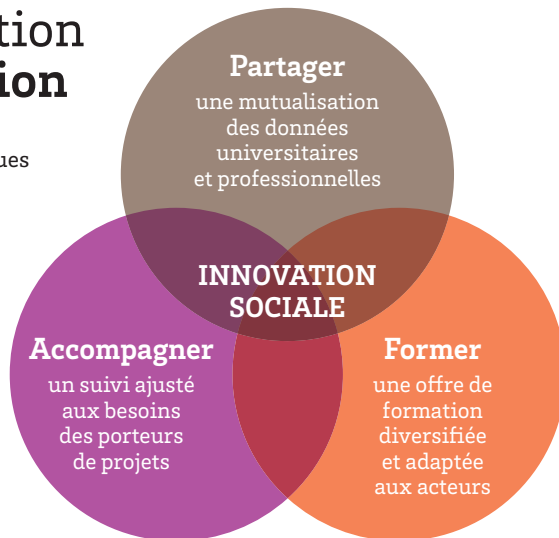 tion
ion
ues
Partager
une mutualisation
des données
universitaires
et professionnelles
INNOVATION
SOCIALE
Accompagner
un suivi ajusté
aux besoins
des porteurs
de projets
Former
une offre de
formation
diversifiée
et adaptée
aux acteurs